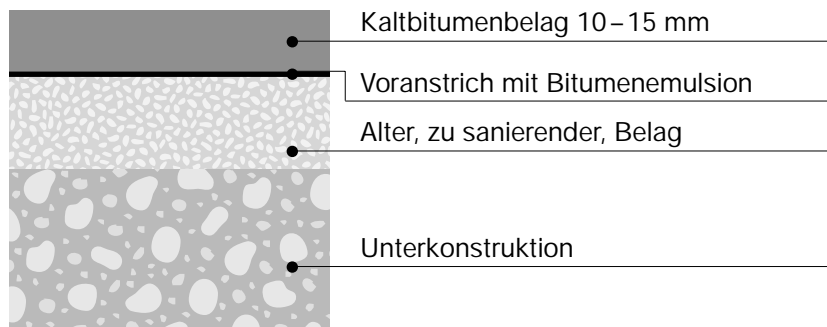 Kaltbitumenbelag 10–15 mm
Voranstrich mit Bitumenemulsion
Alter, zu sanierender, Belag
Unterkonstruktion